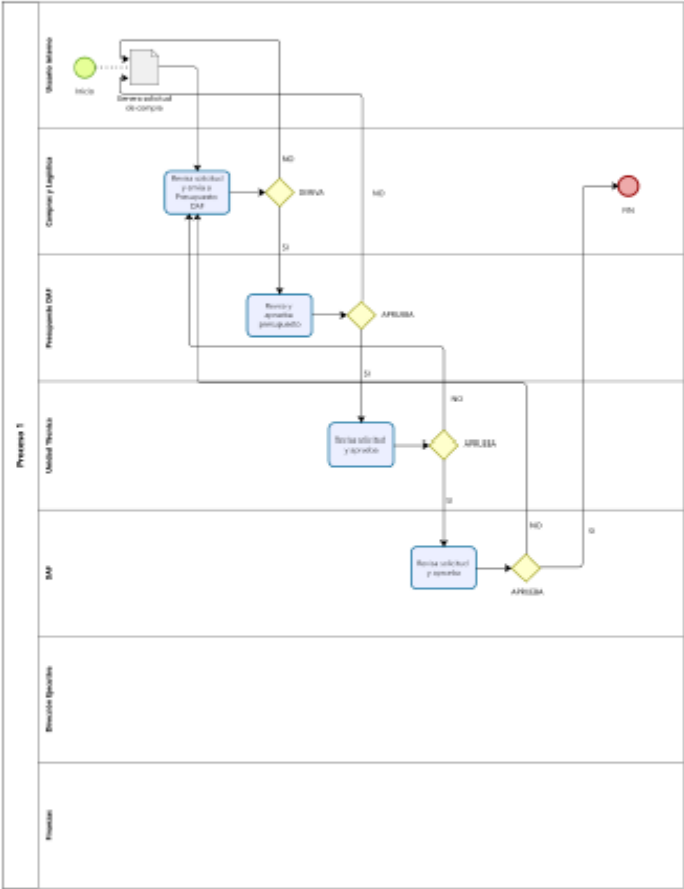 Proceso 1
Usuario Interno
Inicio
Genera solicitud
de compra
NO
Compras y Logística
Revisa solicitud
y envía a
Presupuesto
DAF
DERIVA
NO
FIN
SI
Presupuesto DAF
Revisa y
aprueba
presupuesto
APRUEBA
SI
NO
Unidad Técnica
Revisa solicitud
y aprueba
APRUEBA
SI
NO
SI
DAF
Revisa solicitud
y aprueba
APRUEBA
Dirección Ejecutiva
Finanzas